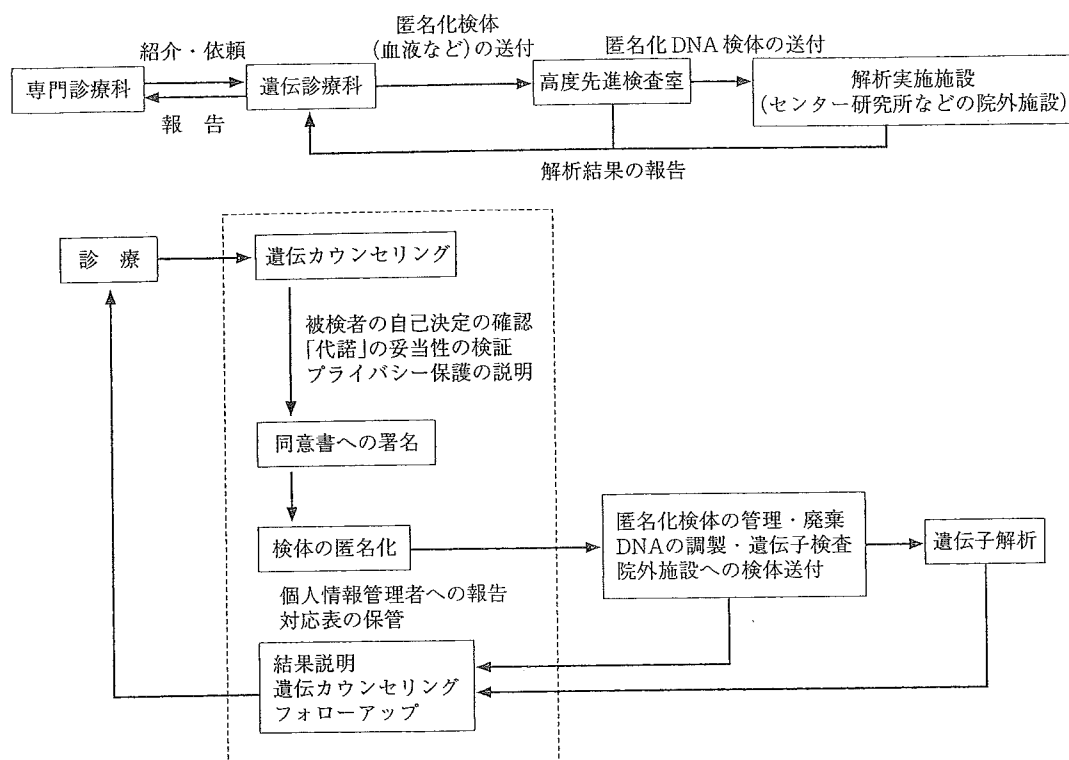 紹介・依頼
専門診療科
報 告
遺伝診療科
匿名化検体
(血液など)の送付
高度先進検査室
匿名化DNA検体の送付
解析実施施設
(センター研究所などの院外施設)
解析結果の報告
診 療
遺伝カウンセリング
被検者の自己決定の確認
「代諾」の妥当性の検証
プライバシー保護の説明
同意書への署名
検体の匿名化
個人情報管理者への報告
対応表の保管
匿名化検体の管理・廃棄
DNAの調製・遺伝子検査
院外施設への検体送付
遺伝子解析
結果説明
遺伝カウンセリング
フォローアップ